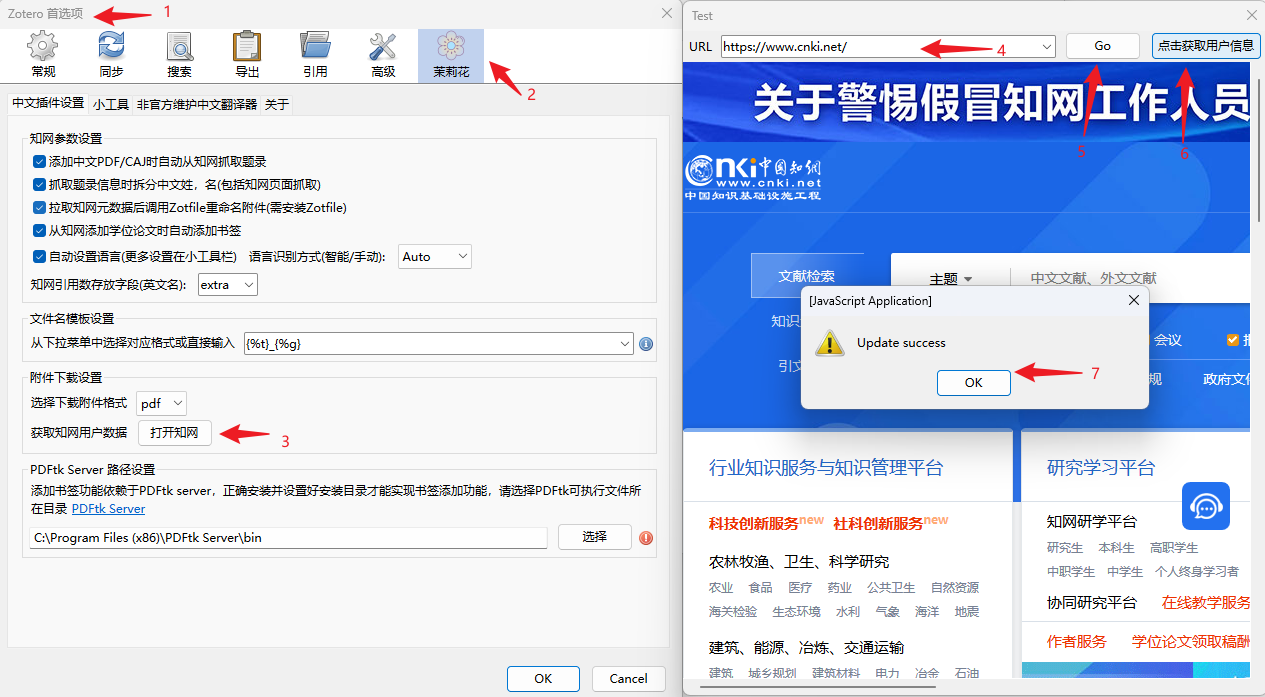 Zotero 首选项
1
常规 同步 搜索 导出 引用 高级 茉莉花
2
中文插件设置 小工具 非官方维护中文翻译器 关于
知网参数设置
添加中文PDF/CAJ时自动从知网抓取题录
抓取题录信息时拆分中文姓，名(包括知网页面抓取)
拉取知网元数据后调用Zotfile重命名附件(需安装Zotfile)
从知网添加学位论文时自动添加书签
自动设置语言(更多设置在小工具栏) 语言识别方式(智能/手动): Auto
知网引用数存放字段(英文名): extra
文件名模板设置
从下拉菜单中选择对应格式或直接输入 {%t}_{%g}
附件下载设置
选择下载附件格式 pdf
获取知网用户数据 打开知网
3
PDFtk Server 路径设置
添加书签功能依赖于PDFtk server，正确安装并设置好安装目录才能实现书签添加功能，请选择PDFtk可执行文件所
在目录 PDFtk Server
C:\Program Files (x86)\PDFtk Server\bin 选择
OK Cancel
Test
URL https://www.cnki.net/ 4 Go 点击获取用户信息
关于警惕假冒知网工作人员
5 6
cnki 中国知网
www.cnki.net
中国知识基础设施工程
文献检索 主题 中文文献、外文文献
[JavaScript Application]
知识
Update success
会议
引文
OK
7
规 政府文件
行业知识服务与知识管理平台
科技创新服务new 社科创新服务new
农林牧渔、卫生、科学研究
农业 食品 医疗 药业 公共卫生 自然资源
海关检验 生态环境 水利 气象 海洋 地震
建筑、能源、冶炼、交通运输
建筑 城乡规划 建筑材料 电力 冶金 石油
研究学习平台
知网研学平台
研究生 本科生 高职学生
中职学生 中学生 个人终身学习者
协同研究平台 在线教学服务
作者服务 学位论文领取稿酬